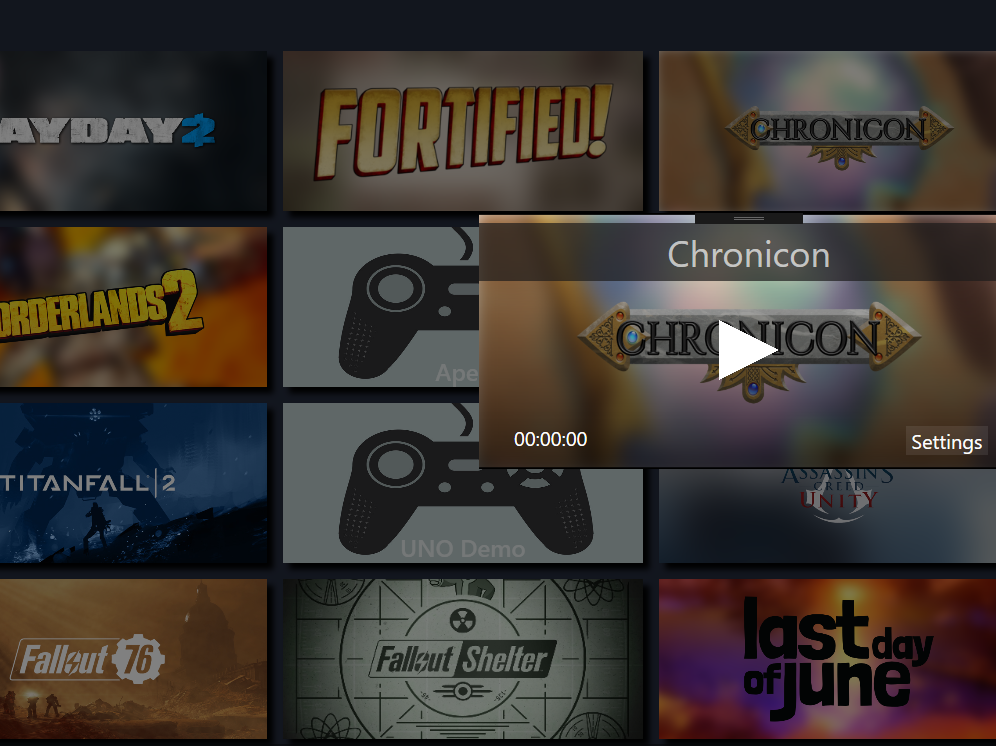 AYDAY 2
FORTIFIED!
CHRONICON
ORDERLANDS 2
Ape
Chronicon
CHRONICON
00:00:00
Settings
TITANFALL|2
UNO Demo
ASSASSIN'S
CREED
UNITY
Fallout 76
Fallout Shelter
last day
of june